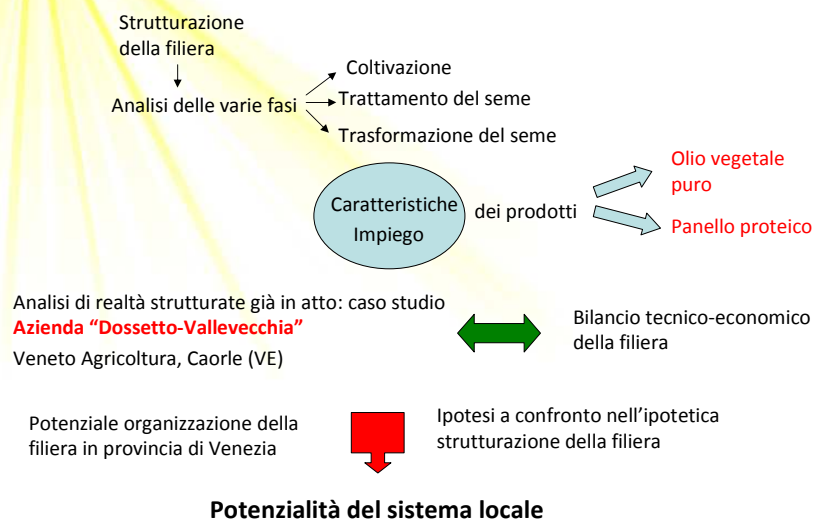 Strutturazione
della filiera
Analisi delle varie fasi
Coltivazione
Trattamento del seme
Trasformazione del seme
Caratteristiche
Impiego
dei prodotti
Olio vegetale
puro
Panello proteico
Analisi di realtà strutturate già in atto: caso studio
Azienda “Dossetto-Vallevecchia”
Veneto Agricoltura, Caorle (VE)
Bilancio tecnico-economico
della filiera
Potenziale organizzazione della
filiera in provincia di Venezia
Ipotesi a confronto nell’ipotetica
strutturazione della filiera
Potenzialità del sistema locale